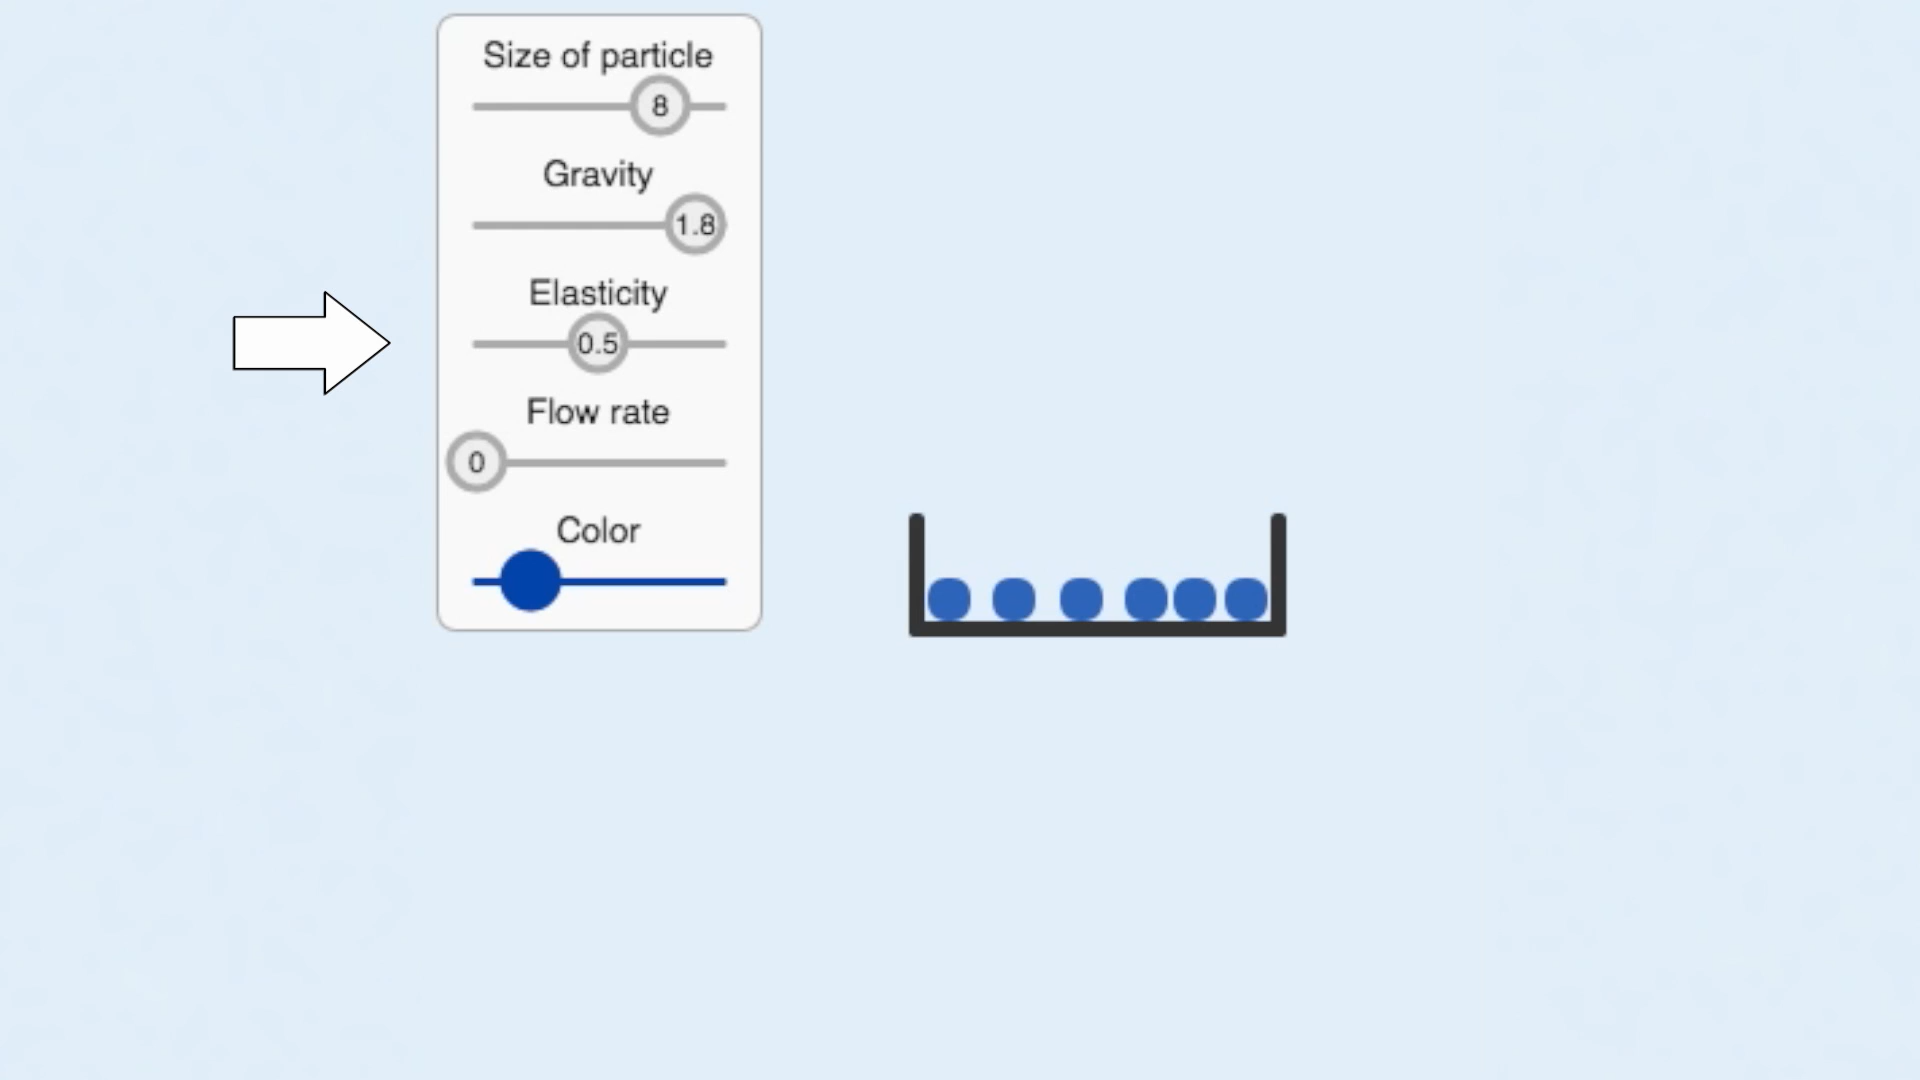 Size of particle
8
Gravity
1.8
Elasticity
0.5
Flow rate
0
Color